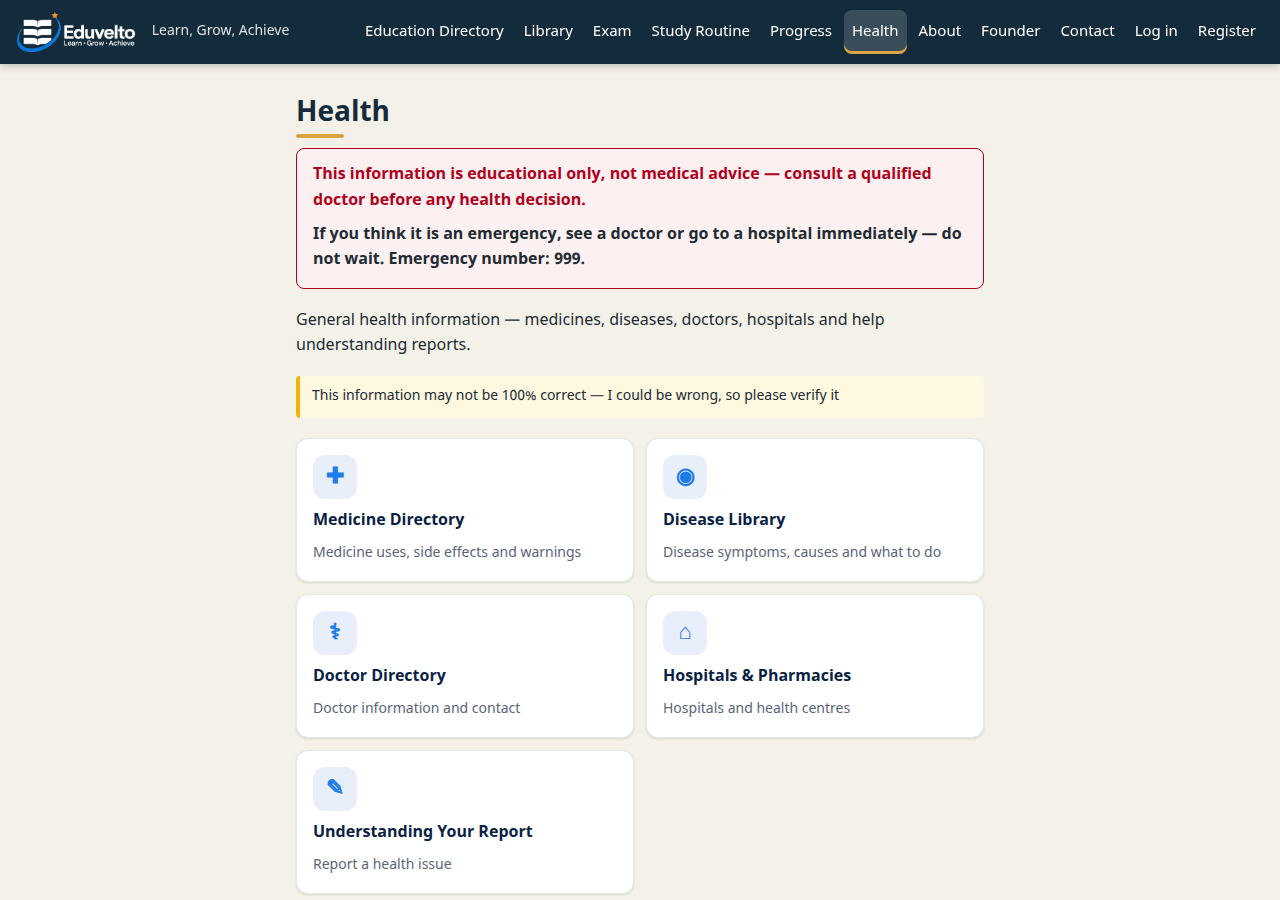 Eduvelto
Learn • Grow • Achieve
Learn, Grow, Achieve
Education Directory
Library
Exam
Study Routine
Progress
Health
About
Founder
Contact
Log in
Register
Health
This information is educational only, not medical advice — consult a qualified
doctor before any health decision.
If you think it is an emergency, see a doctor or go to a hospital immediately — do
not wait. Emergency number: 999.
General health information — medicines, diseases, doctors, hospitals and help
understanding reports.
This information may not be 100% correct — I could be wrong, so please verify it
Medicine Directory
Medicine uses, side effects and warnings
Disease Library
Disease symptoms, causes and what to do
Doctor Directory
Doctor information and contact
Hospitals & Pharmacies
Hospitals and health centres
Understanding Your Report
Report a health issue